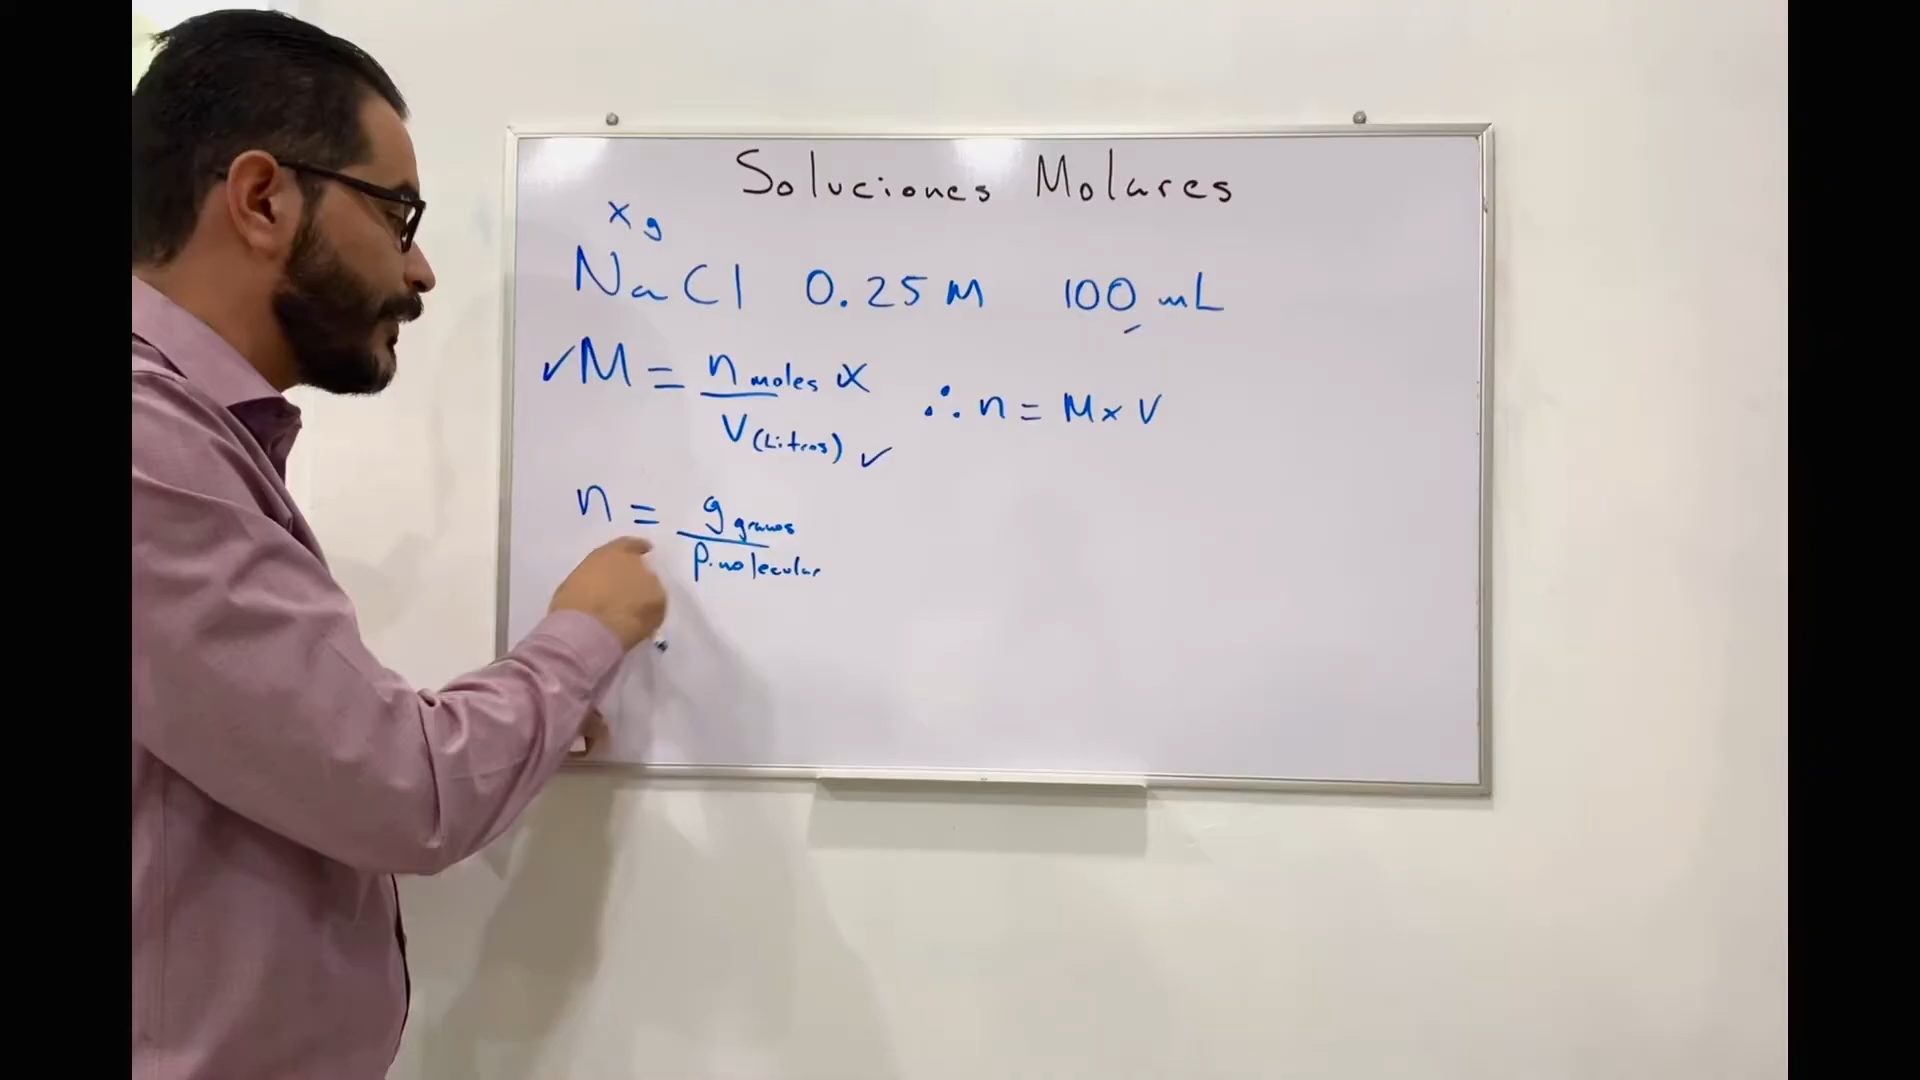 Soluciones Molares
x g
NaCl 0.25 M 100 mL
✓M = n moles x
V (Litros) ✓
∴ n = M x V
n = g gramos
P. molecular